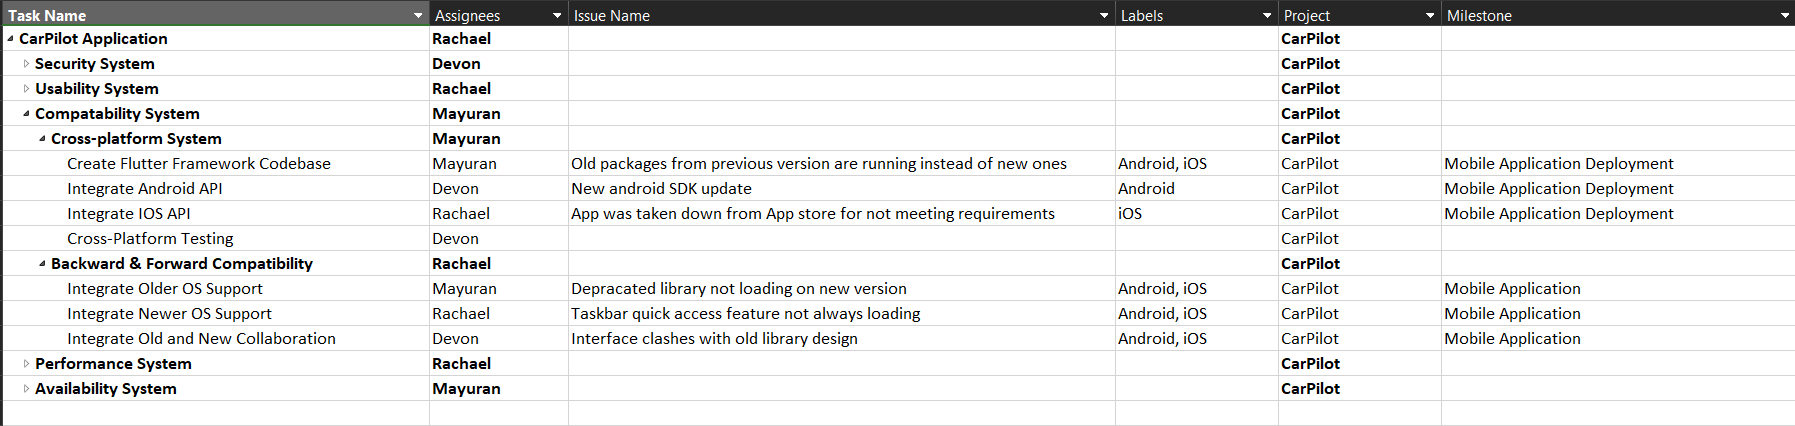 Task Name Assignees Issue Name Labels Project Milestone
CarPilot Application Rachael CarPilot
Security System Devon CarPilot
Usability System Rachael CarPilot
Compatability System Mayuran CarPilot
Cross-platform System Mayuran CarPilot
Create Flutter Framework Codebase Mayuran Old packages from previous version are running instead of new ones Android, iOS CarPilot Mobile Application Deployment
Integrate Android API Devon New android SDK update Android CarPilot Mobile Application Deployment
Integrate IOS API Rachael App was taken down from App store for not meeting requirements iOS CarPilot Mobile Application Deployment
Cross-Platform Testing Devon CarPilot
Backward & Forward Compatibility Rachael CarPilot
Integrate Older OS Support Mayuran Depracated library not loading on new version Android, iOS CarPilot Mobile Application
Integrate Newer OS Support Rachael Taskbar quick access feature not always loading Android, iOS CarPilot Mobile Application
Integrate Old and New Collaboration Devon Interface clashes with old library design Android, iOS CarPilot Mobile Application
Performance System Rachael CarPilot
Availability System Mayuran CarPilot